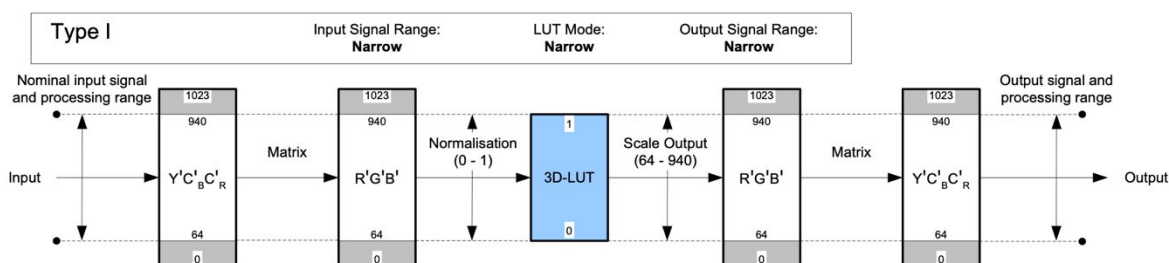 Type I
Input Signal Range:
Narrow
LUT Mode:
Narrow
Output Signal Range:
Narrow
Nominal input signal
and processing range
Input
1023
940
Y'C'BC'R
64
0
Matrix
1023
940
R'G'B'
64
0
Normalisation
(0 - 1)
1
3D-LUT
0
Scale Output
(64 - 940)
1023
940
R'G'B'
64
0
Matrix
1023
940
Y'C'BC'R
64
0
Output signal and
processing range
Output